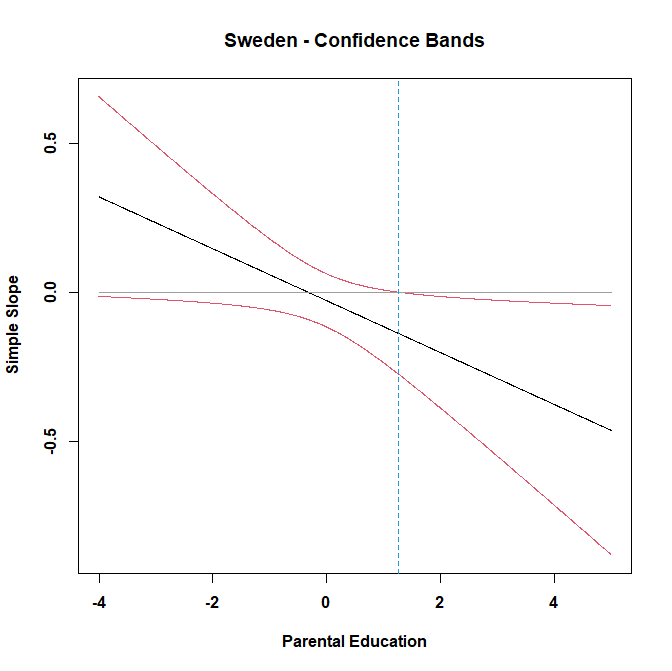 Sweden - Confidence Bands
0.5
0.0
-0.5
Simple Slope
-4 -2 0 2 4
Parental Education